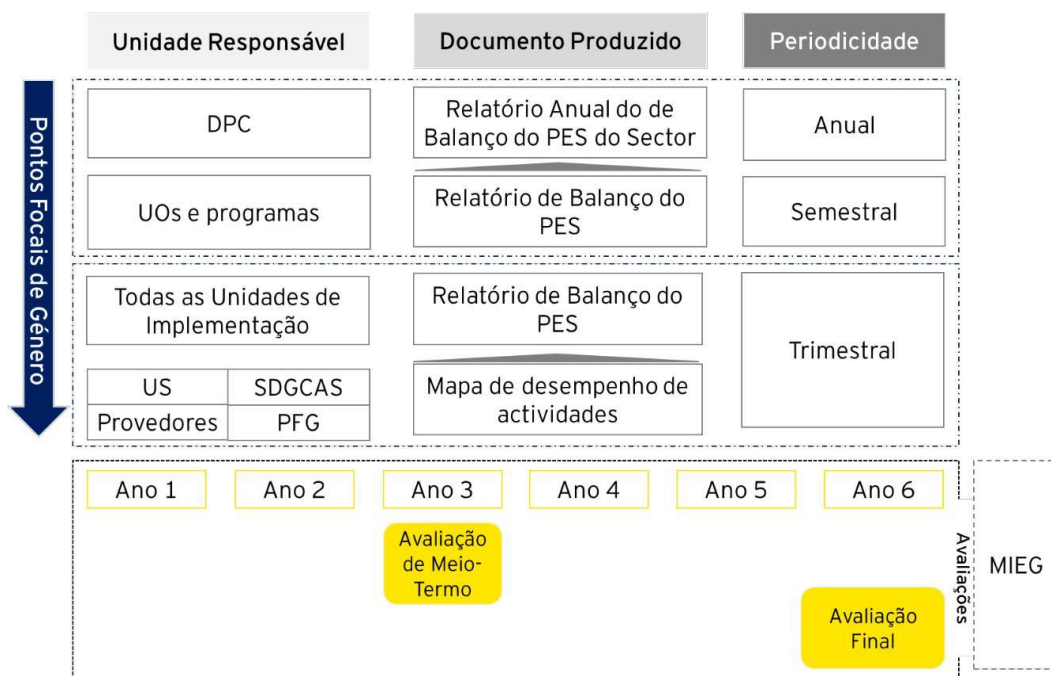 Unidade Responsável
Documento Produzido
Periodicidade
Pontos Focais de Género
DPC
Relatório Anual do de
Balanço do PES do Sector
Anual
UOs e programas
Relatório de Balanço do
PES
Semestral
Todas as Unidades de
Implementação
Relatório de Balanço do
PES
Trimestral
US
SDGCAS
Provedores
PFG
Mapa de desempenho de
actividades
Ano 1
Ano 2
Ano 3
Ano 4
Ano 5
Ano 6
Avaliação
de Meio-
Termo
Avaliação
Final
Avaliações
MIEG